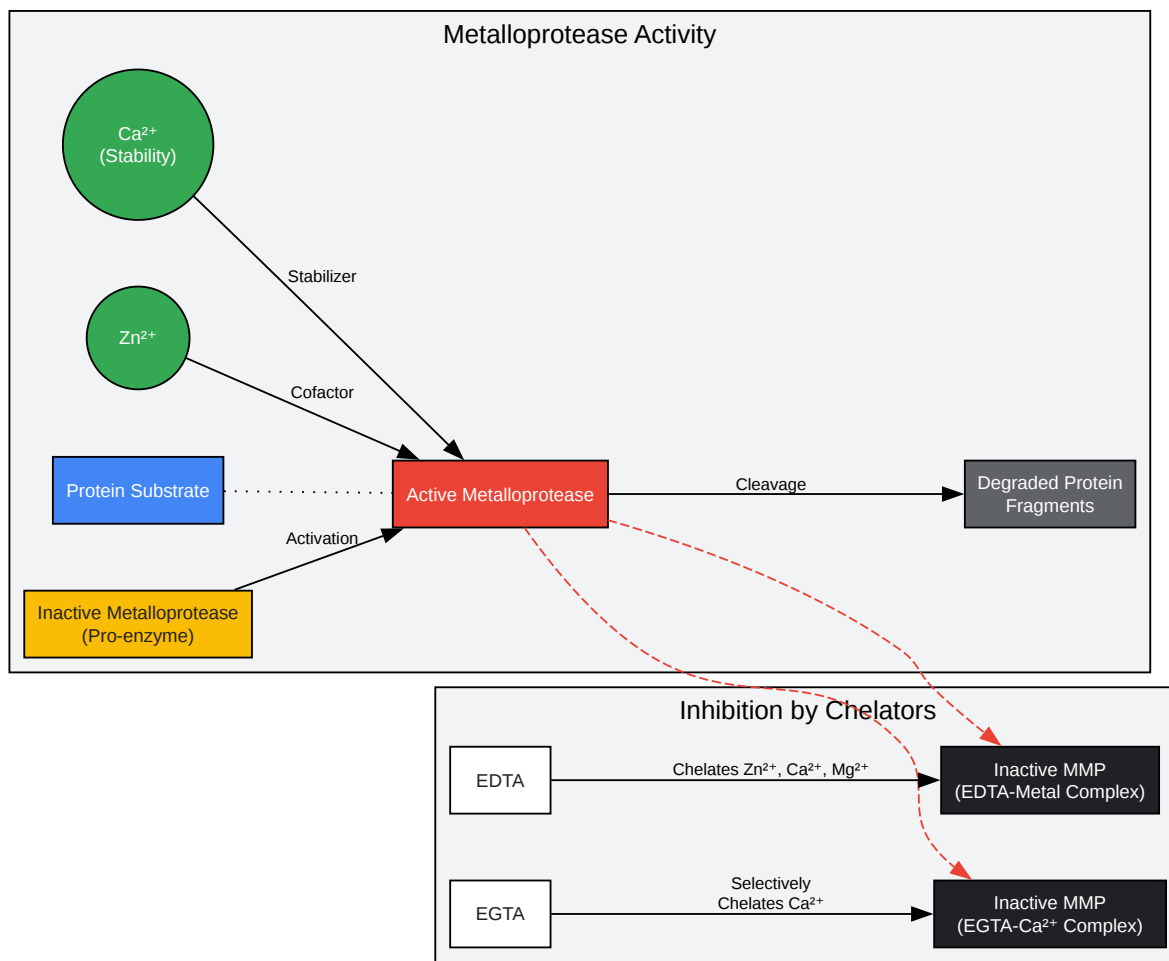 Metalloprotease Activity
Ca²⁺
(Stability)
Stabilizer
Zn²⁺
Cofactor
Protein Substrate
Active Metalloprotease
Cleavage
Degraded Protein
Fragments
Activation
Inactive Metalloprotease
(Pro-enzyme)
Inhibition by Chelators
EDTA
Chelates Zn²⁺, Ca²⁺, Mg²⁺
Inactive MMP
(EDTA-Metal Complex)
EGTA
Selectively
Chelates Ca²⁺
Inactive MMP
(EGTA-Ca²⁺ Complex)